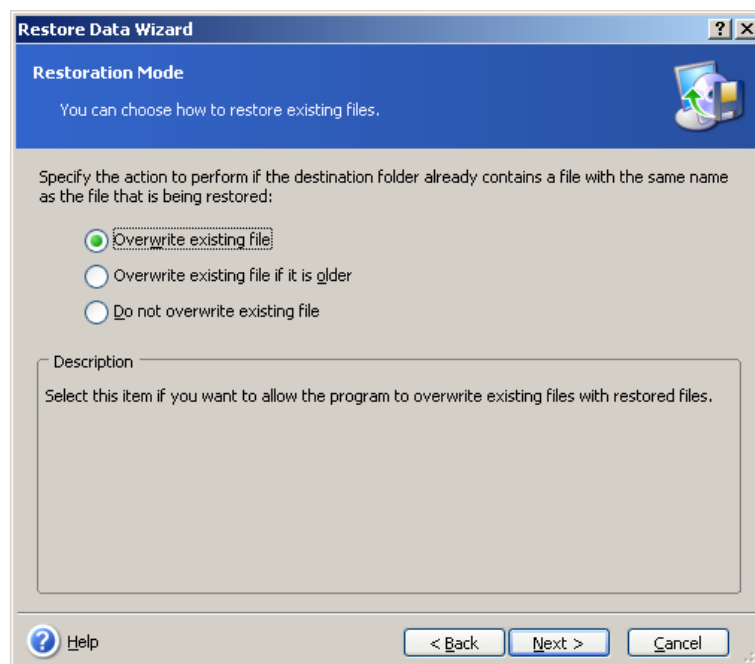 Restore Data Wizard
Restoration Mode
You can choose how to restore existing files.
Specify the action to perform if the destination folder already contains a file with the same name
as the file that is being restored:
Overwrite existing file
Overwrite existing file if it is older
Do not overwrite existing file
Description
Select this item if you want to allow the program to overwrite existing files with restored files.
Help
< Back
Next >
Cancel